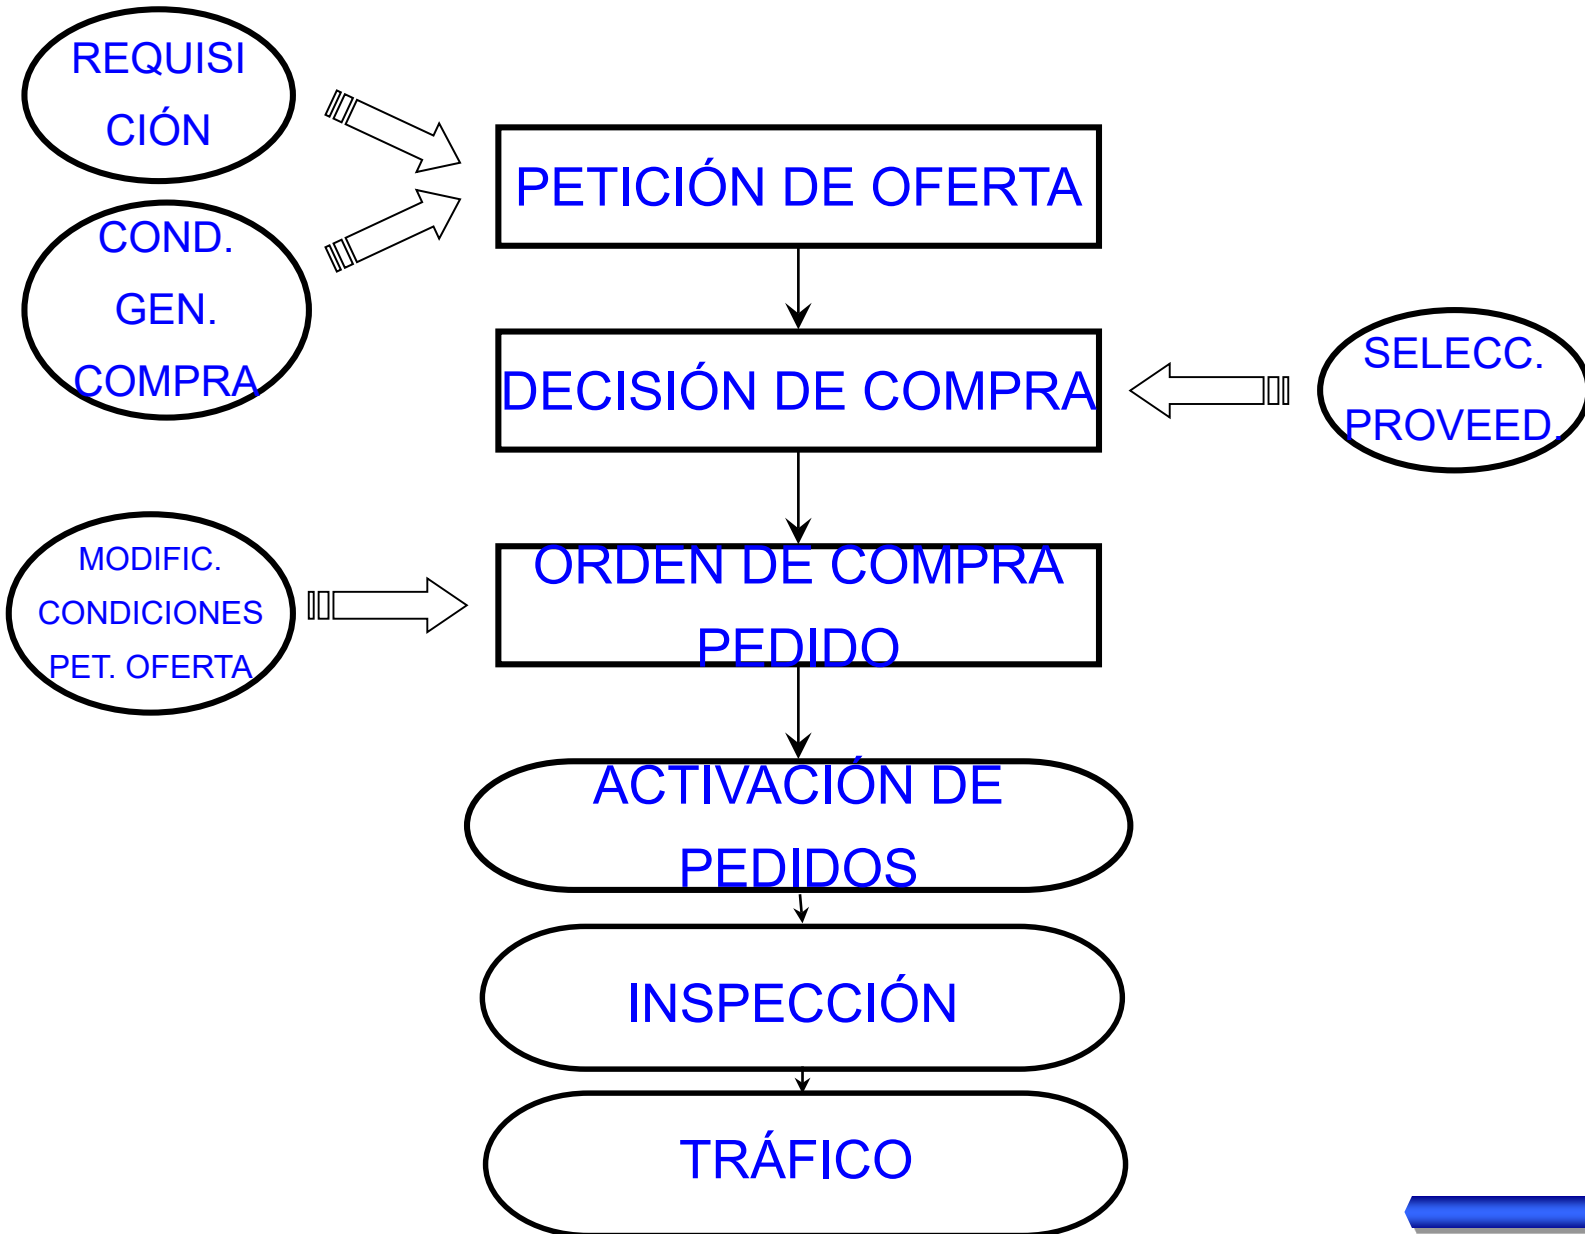 REQUISI
CIÓN
PETICIÓN DE OFERTA
COND.
GEN.
COMPRA
DECISIÓN DE COMPRA
SELECC.
PROVEED.
MODIFIC.
CONDICIONES
PET. OFERTA
ORDEN DE COMPRA
PEDIDO
ACTIVACIÓN DE
PEDIDOS
INSPECCIÓN
TRÁFICO